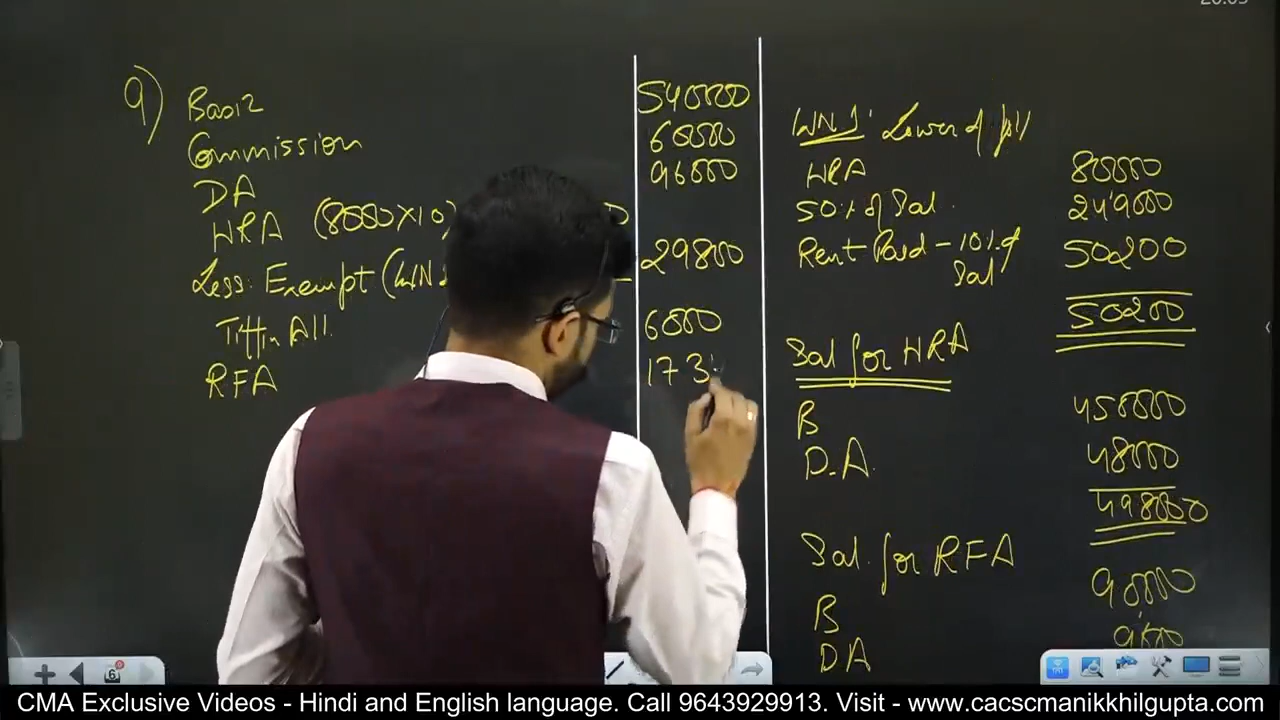 9)
Basic 540000
Commission 60000
DA 96000
HRA (8000×10)
Less: Exempt (WN 29800
Tiffin All. 6000
RFA 173
WN1: Lower of foll
HRA 80000
50% of Sal. 249000
Rent Paid – 10% of Sal 50200
50200
Sal for HRA
B 450000
D.A. 48000
498000
Sal. for RFA
B 90000
DA 9600
CMA Exclusive Videos - Hindi and English language. Call 9643929913. Visit - www.cacscmanikkhilgupta.com